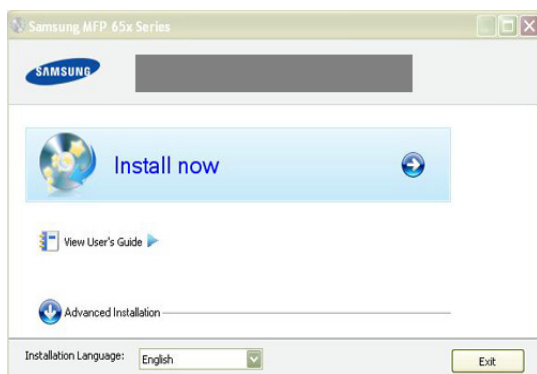 Samsung MFP 65x Series
SAMSUNG
Install now
View User's Guide
Advanced Installation
Installation Language: English
Exit